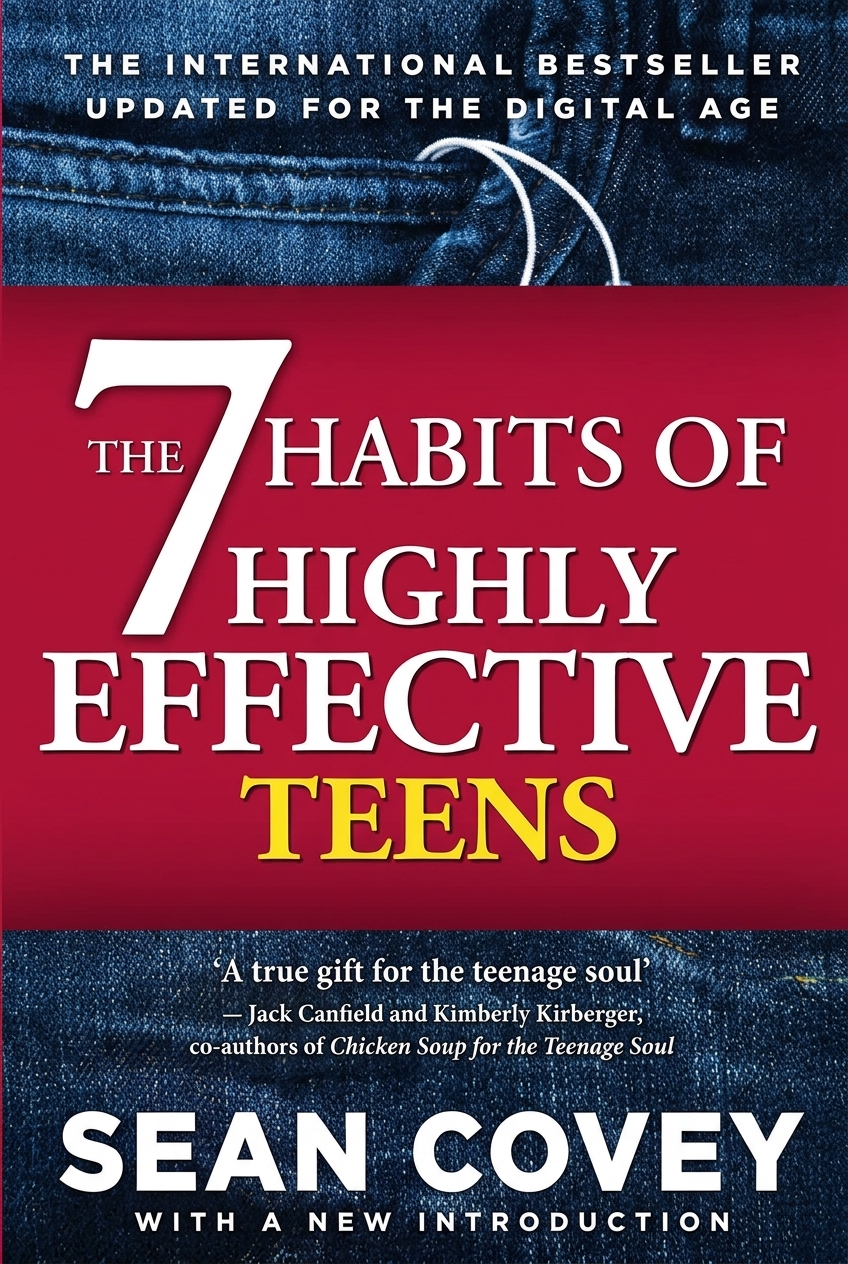 THE INTERNATIONAL BESTSELLER
UPDATED FOR THE DIGITAL AGE
THE 7 HABITS OF
HIGHLY
EFFECTIVE
TEENS
‘A true gift for the teenage soul’
— Jack Canfield and Kimberly Kirberger,
co-authors of Chicken Soup for the Teenage Soul
SEAN COVEY
WITH A NEW INTRODUCTION